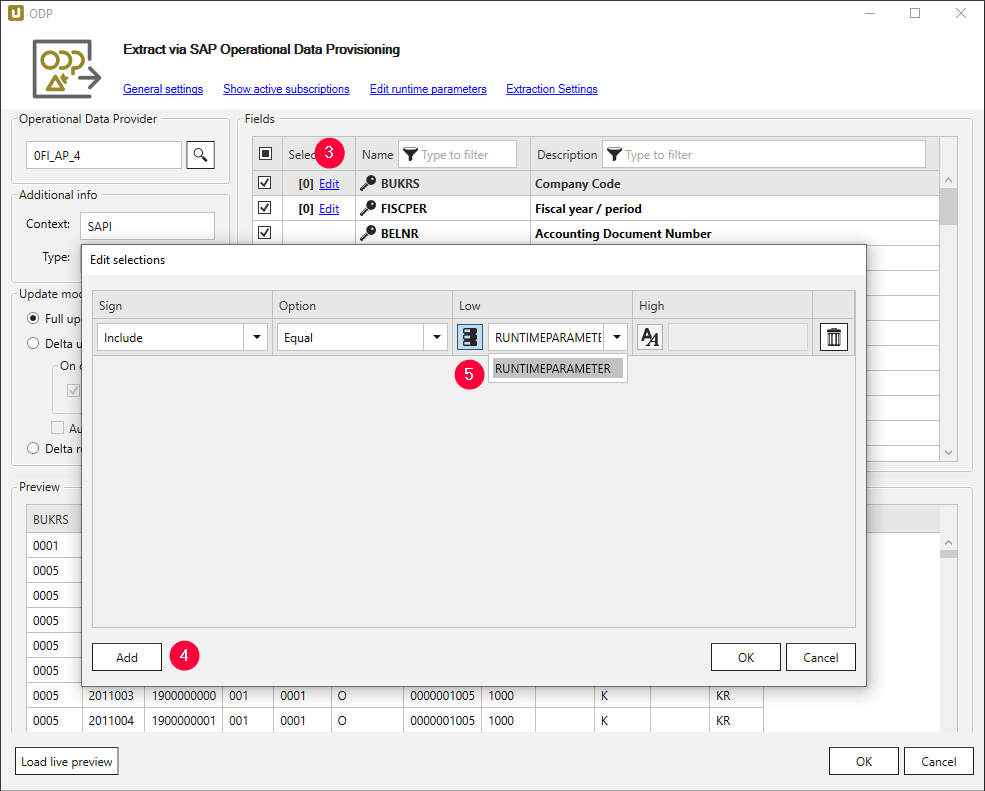 ODP
Extract via SAP Operational Data Provisioning
General settings Show active subscriptions Edit runtime parameters Extraction Settings
Operational Data Provider
0FI_AP_4
Additional info
Context: SAPI
Type:
Update mod
Full up
Delta u
On d
Au
Delta r
Fields
Select 3 Name Type to filter Description Type to filter
[0] Edit BUKRS Company Code
[0] Edit FISCPER Fiscal year / period
BELNR Accounting Document Number
Edit selections
Sign Option Low High
Include Equal RUNTIMEPARAMETE AA
5 RUNTIMEPARAMETER
Add 4 OK Cancel
Preview
BUKRS
0001
0005
0005
0005
0005
0005
0005 2011003 1900000000 001 0001 O 0000001005 1000 K KR
0005 2011004 1900000001 001 0001 O 0000001005 1000 K KR
Load live preview OK Cancel